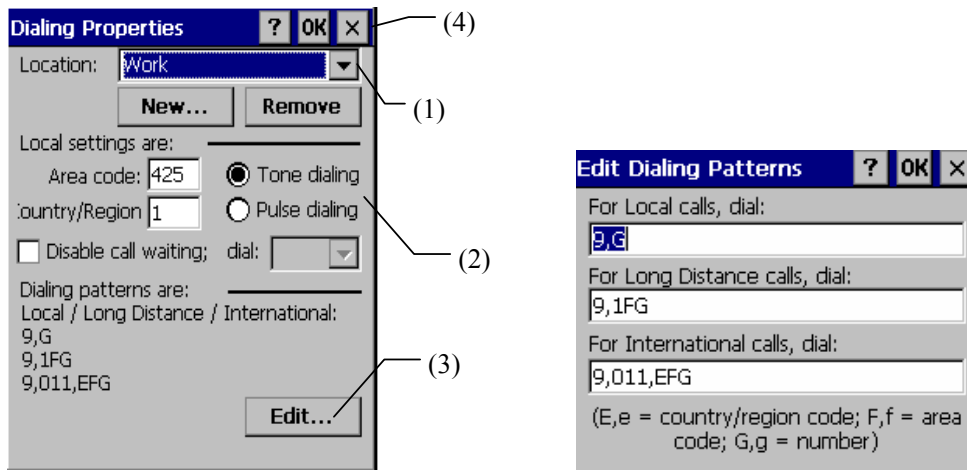 Dialing Properties ? OK ×
(4)
Location: Work
New... Remove
(1)
Local settings are:
Area code: 425 Tone dialing
Country/Region 1 Pulse dialing
Disable call waiting; dial:
(2)
Dialing patterns are:
Local / Long Distance / International:
9,G
9,1FG
9,011,EFG
(3)
Edit...
Edit Dialing Patterns ? OK ×
For Local calls, dial:
9,G
For Long Distance calls, dial:
9,1FG
For International calls, dial:
9,011,EFG
(E,e = country/region code; F,f = area
code; G,g = number)